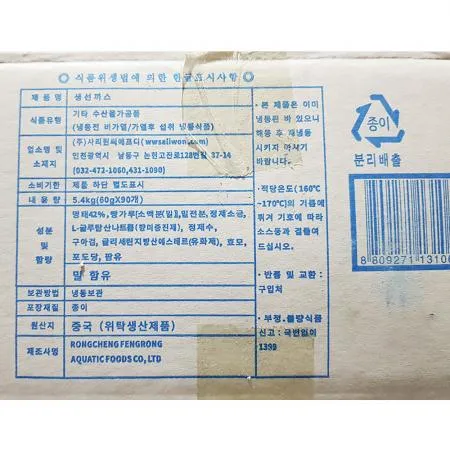 ◎ 식품위생법에 의한 한글표시사항 ◎
제 품 명 생선까스
식품유형 기타 수산물가공품
(냉동전 비가열/가열후 섭취 냉동식품)
업소명 및 소재지 (주)사리원씨에프디(wwsaliwon.com)
인천광역시 남동구 논현고잔로128번길 37-14
(032-472-1060,431-1090)
소비기한 제품 하단 별도표시
내 용 량 5.4kg(60gX90개)
성분 및 함량 명태42%, 빵가루[소맥분(밀)],밀전분, 정제소금,
L-글루탐산나트륨(향미증진제), 정제수,
구아검, 글리세린지방산에스테르(유화제), 효모,
포도당, 팜유
밀 함유
보관방법 냉동보관
포장재질 종이
원산지 중국 (위탁생산제품)
제조사명 RONGCHENG FENGRONG
AQUATIC FOODS CO, LTD
· 본 제품은 이미
냉동된 바 있으니
해동 후 재냉동
시키지 마시기
바랍니다.
·적당온도(160℃
~170℃)의 기름에
튀겨 기호에 따라
소스등과 곁들여
드십시오.
· 반품 및 교환 :
구입처
· 부정.불량식품
신고 : 국번없이
1399
종이
분리배출
8 809271 13106